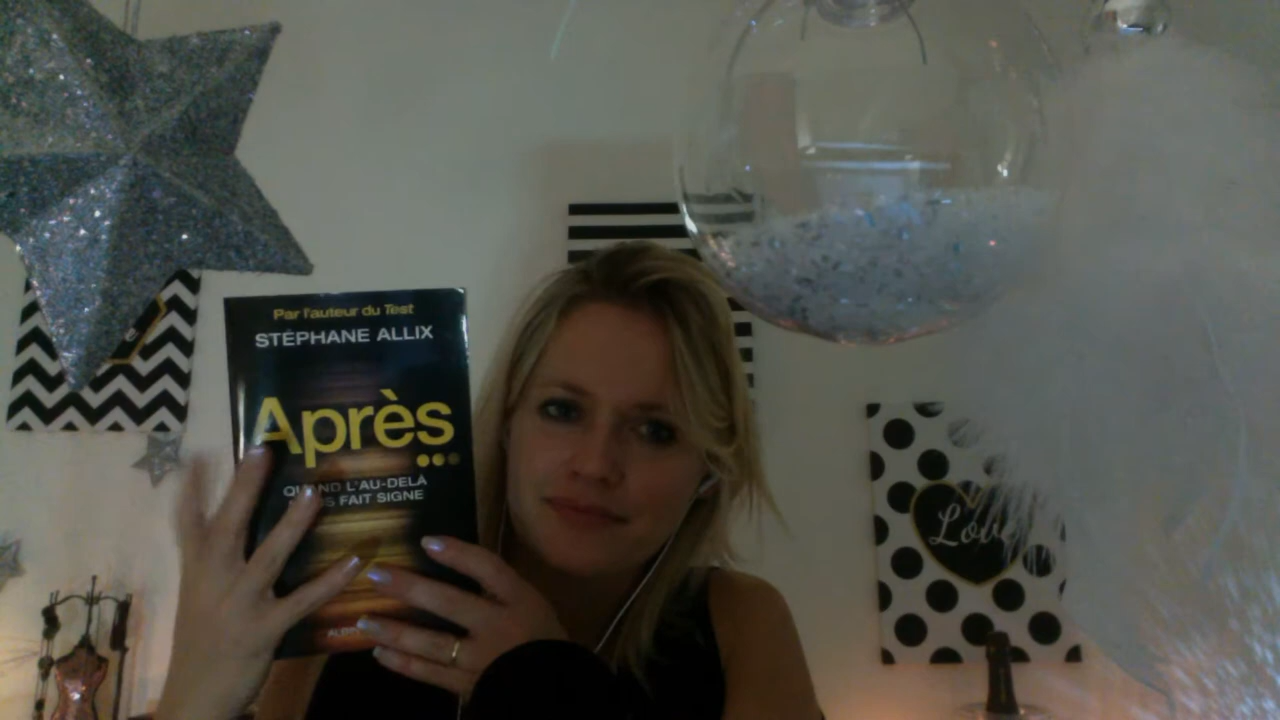 Par l'auteur du Test
STÉPHANE ALLIX
Après...
QUAND L'AU-DELÀ
FAIT SIGNE
Love